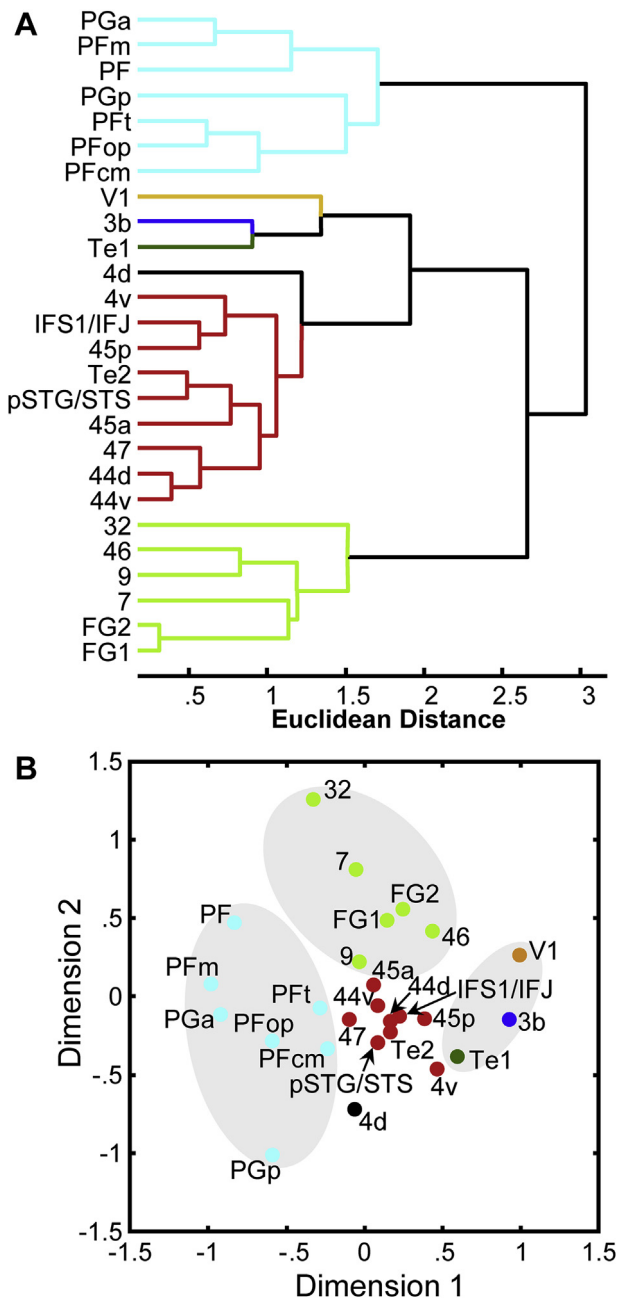 A
PGa
PFm
PF
PGp
PFt
PFop
PFcm
V1
3b
Te1
4d
4v
IFS1/IFJ
45p
Te2
pSTG/STS
45a
47
44d
44v
32
46
9
7
FG2
FG1
.5 1 1.5 2 2.5 3
Euclidean Distance
B
1.5
32
1
7
FG2
.5
PF
FG1
46
9
V1
PFm
45a
44d
IFS1/IFJ
0
PFt
44v
PGa
PFop
47
45p
3b
PFcm
Te2
Te1
-.5
pSTG/STS
4v
4d
-1
PGp
-1.5
-1.5 -1 -.5 0 .5 1 1.5
Dimension 2
Dimension 1